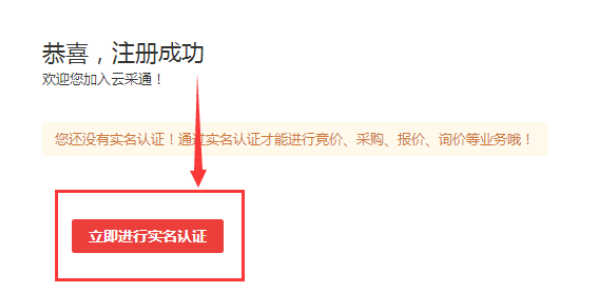 恭喜，注册成功
欢迎您加入云采通！
您还没有实名认证！通过实名认证才能进行竞价、采购、报价、询价等业务哦！
立即进行实名认证